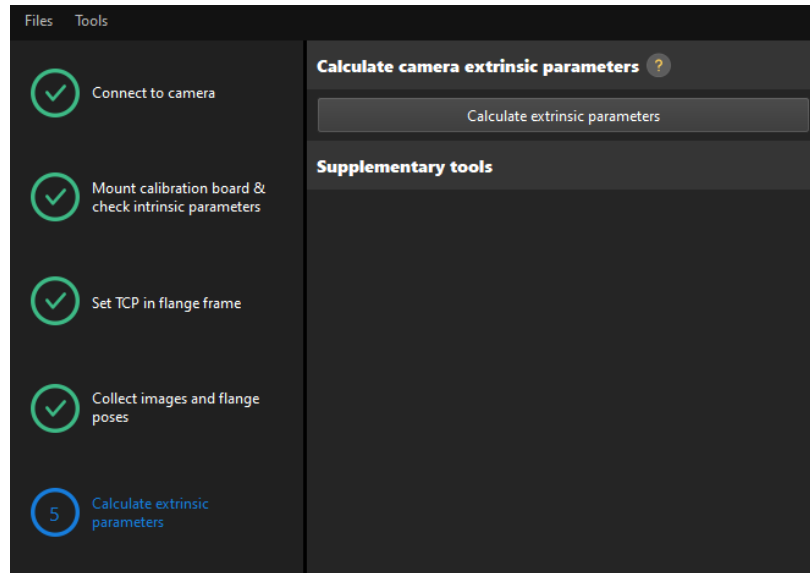 Files Tools
Connect to camera
Mount calibration board &
check intrinsic parameters
Set TCP in flange frame
Collect images and flange
poses
5
Calculate extrinsic
parameters
Calculate camera extrinsic parameters ?
Calculate extrinsic parameters
Supplementary tools